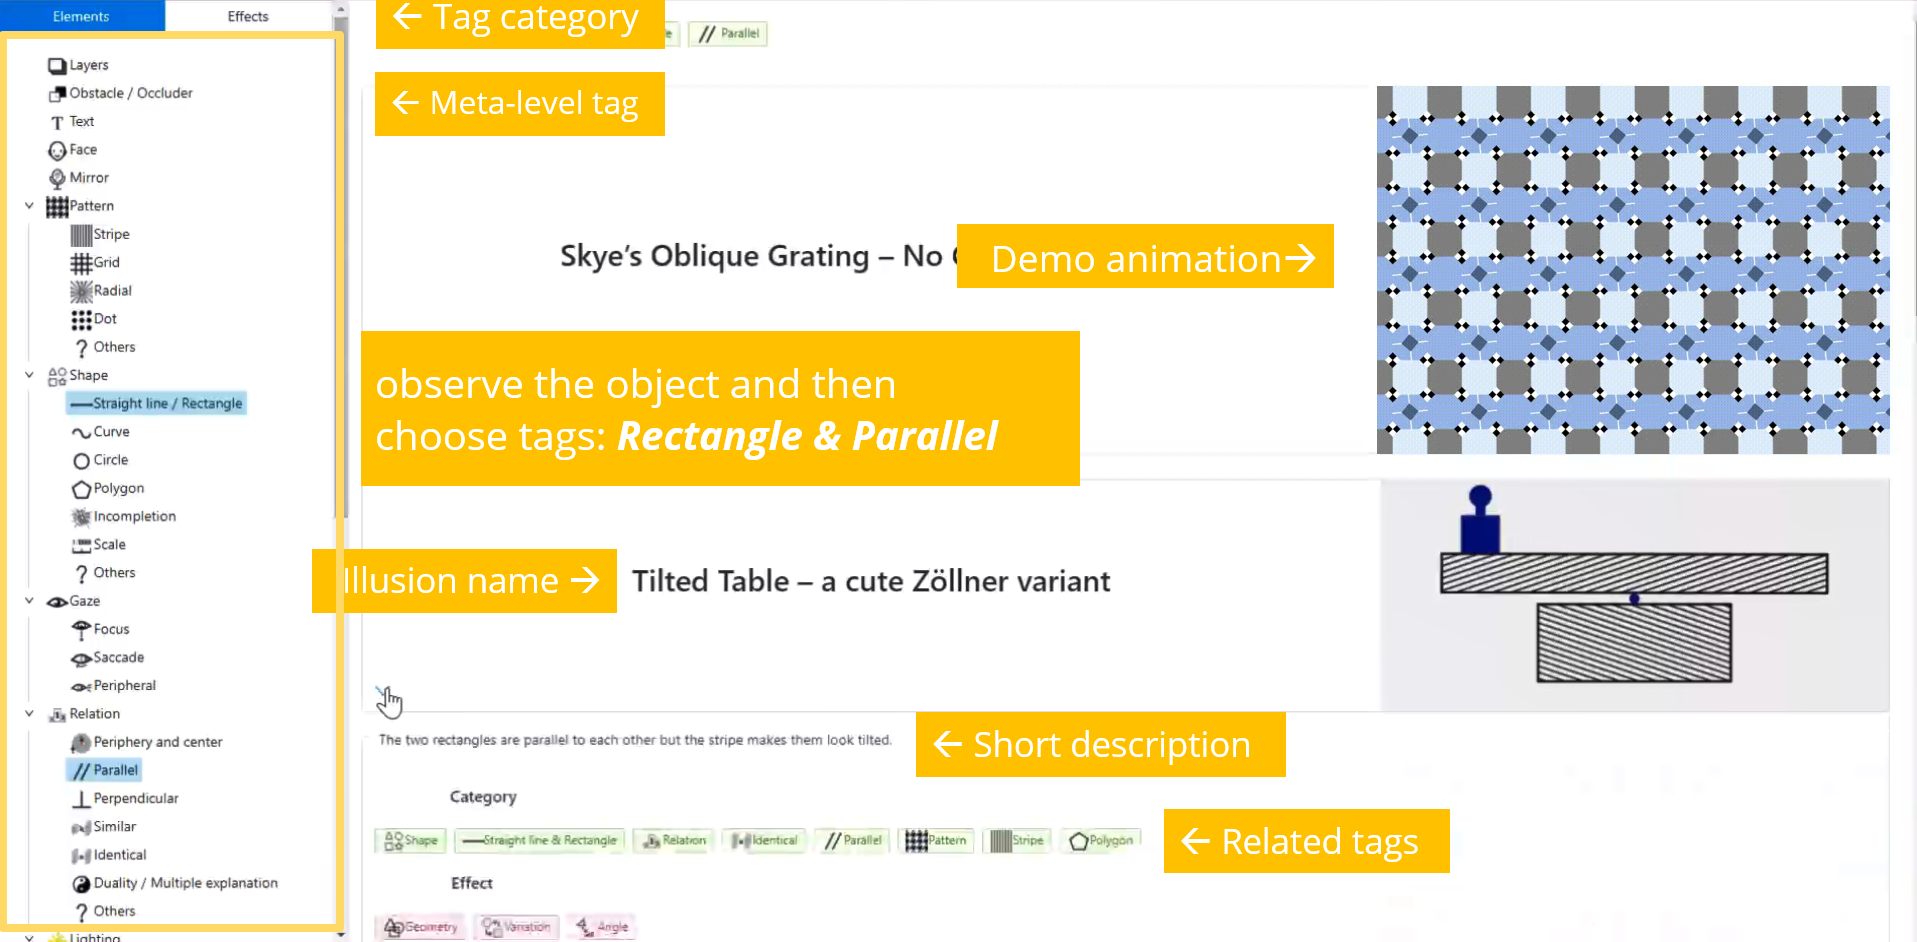 Elements
Effects
Layers
Obstacle / Occluder
Text
Face
Mirror
Pattern
Stripe
Grid
Radial
Dot
Others
Shape
Straight line / Rectangle
Curve
Circle
Polygon
Incompletion
Scale
Others
Gaze
Focus
Saccade
Peripheral
Relation
Periphery and center
Parallel
Perpendicular
Similar
Identical
Duality / Multiple explanation
Others
Lighting
← Tag category
e
Parallel
← Meta-level tag
Skye's Oblique Grating – No
Demo animation→
observe the object and then
choose tags: Rectangle & Parallel
Illusion name →
Tilted Table – a cute Zöllner variant
The two rectangles are parallel to each other but the stripe makes them look tilted.
← Short description
Category
Shape
Straight line & Rectangle
Relation
Identical
Parallel
Pattern
Stripe
Polygon
← Related tags
Effect
Geometry
Variation
Angle